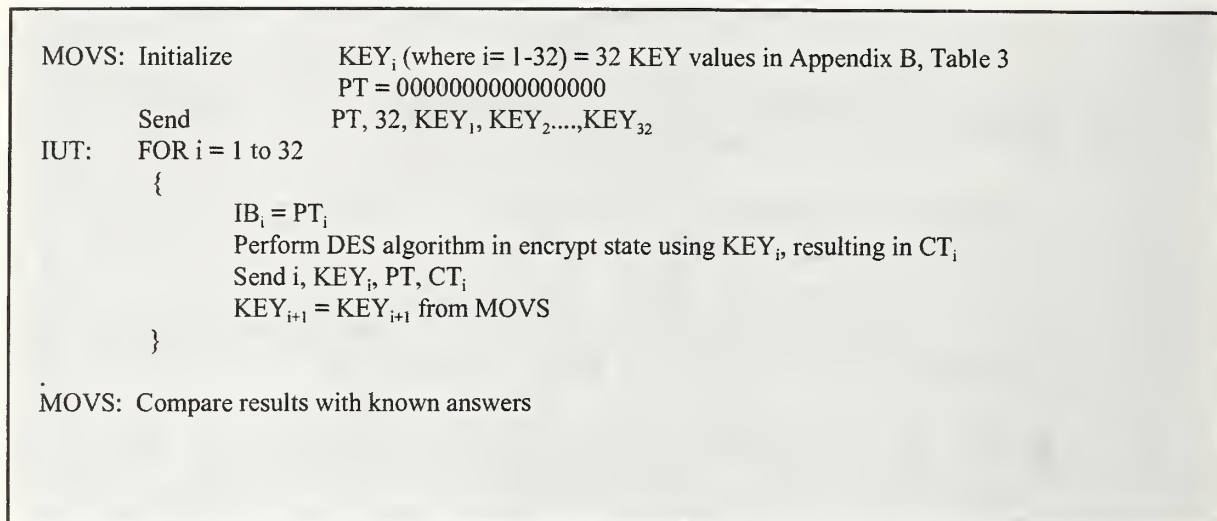 MOVS: Initialize KEYᵢ (where i= 1-32) = 32 KEY values in Appendix B, Table 3
PT = 0000000000000000
Send PT, 32, KEY₁, KEY₂....,KEY₃₂
IUT: FOR i = 1 to 32
{
IBᵢ = PTᵢ
Perform DES algorithm in encrypt state using KEYᵢ, resulting in CTᵢ
Send i, KEYᵢ, PT, CTᵢ
KEYᵢ₊₁ = KEYᵢ₊₁ from MOVS
}
MOVS: Compare results with known answers